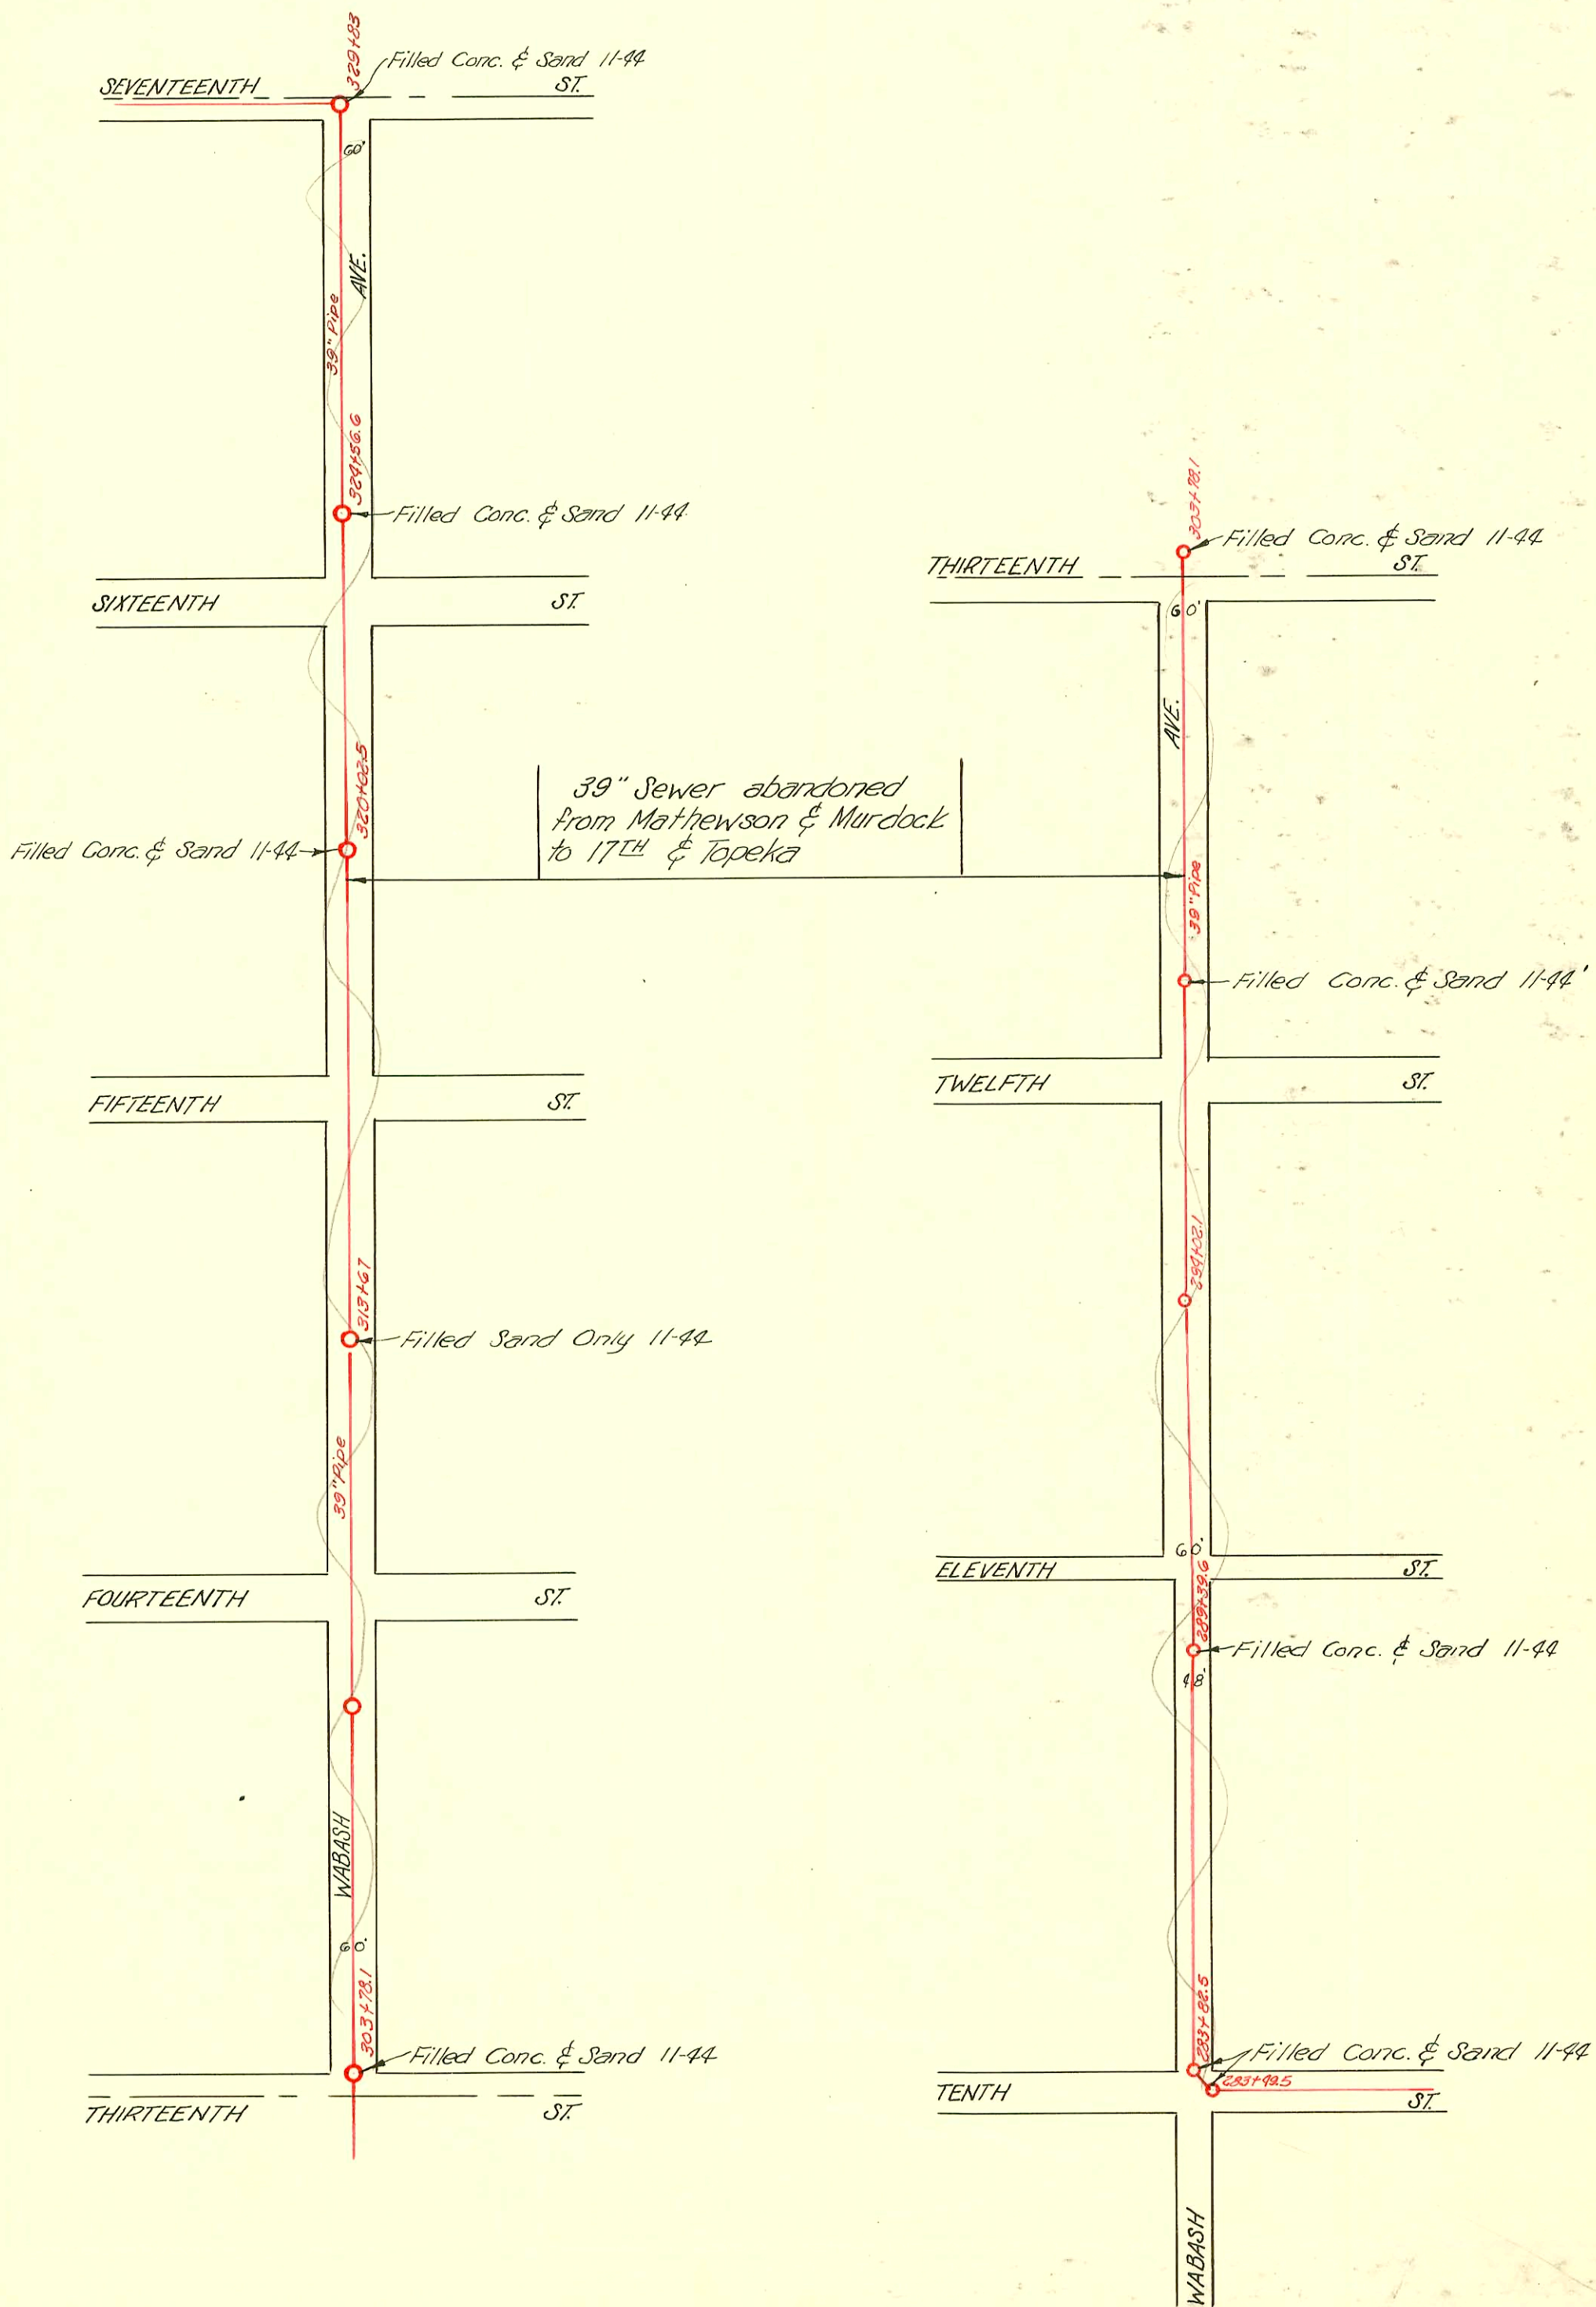 329+83
Filled Conc. & Sand 11-44
SEVENTEENTH ST.
60'
AVE.
39" Pipe
324+56.6
Filled Conc. & Sand 11-44
SIXTEENTH ST.
320+02.5
Filled Conc. & Sand 11-44
39" Sewer abandoned
from Mathewson & Murdock
to 17TH & Topeka
FIFTEENTH ST.
313+67
Filled Sand Only 11-44
39" Pipe
FOURTEENTH ST.
WABASH
60'
303+78.1
Filled Conc. & Sand 11-44
THIRTEENTH ST.
303+78.1
Filled Conc. & Sand 11-44
THIRTEENTH ST.
60'
AVE.
39" Pipe
Filled Conc. & Sand 11-44'
TWELFTH ST.
294+02.1
60'
ELEVENTH ST.
289+39.6
Filled Conc. & Sand 11-44
48'
283+82.5
Filled Conc. & Sand 11-44
283+49.5
TENTH ST.
WABASH